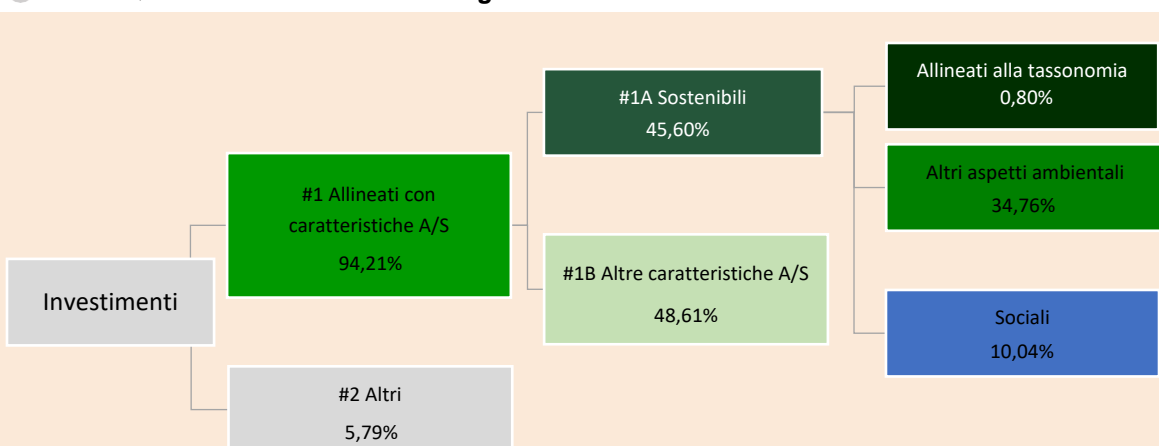 Investimenti
#1 Allineati con
caratteristiche A/S
94,21%
#2 Altri
5,79%
#1A Sostenibili
45,60%
#1B Altre caratteristiche A/S
48,61%
Allineati alla tassonomia
0,80%
Altri aspetti ambientali
34,76%
Sociali
10,04%